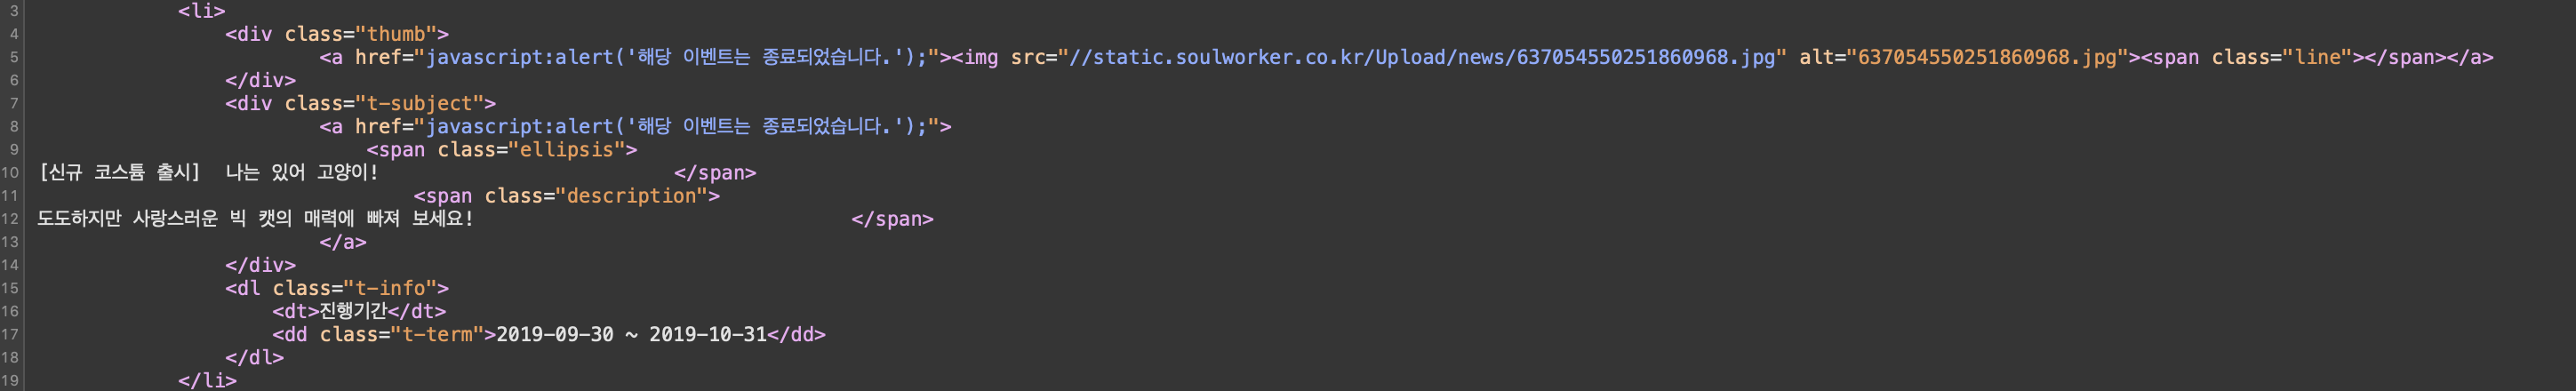 3 <li>
4 <div class="thumb">
5 <a href="javascript:alert('해당 이벤트는 종료되었습니다.');"><img src="//static.soulworker.co.kr/Upload/news/637054550251860968.jpg" alt="637054550251860968.jpg"><span class="line"></span></a>
6 </div>
7 <div class="t-subject">
8 <a href="javascript:alert('해당 이벤트는 종료되었습니다.');">
9 <span class="ellipsis">
10 [신규 코스튬 출시] 나는 있어 고양이! </span>
11 <span class="description">
12 도도하지만 사랑스러운 빅 캣의 매력에 빠져 보세요! </span>
13 </a>
14 </div>
15 <dl class="t-info">
16 <dt>진행기간</dt>
17 <dd class="t-term">2019-09-30 ~ 2019-10-31</dd>
18 </dl>
19 </li>